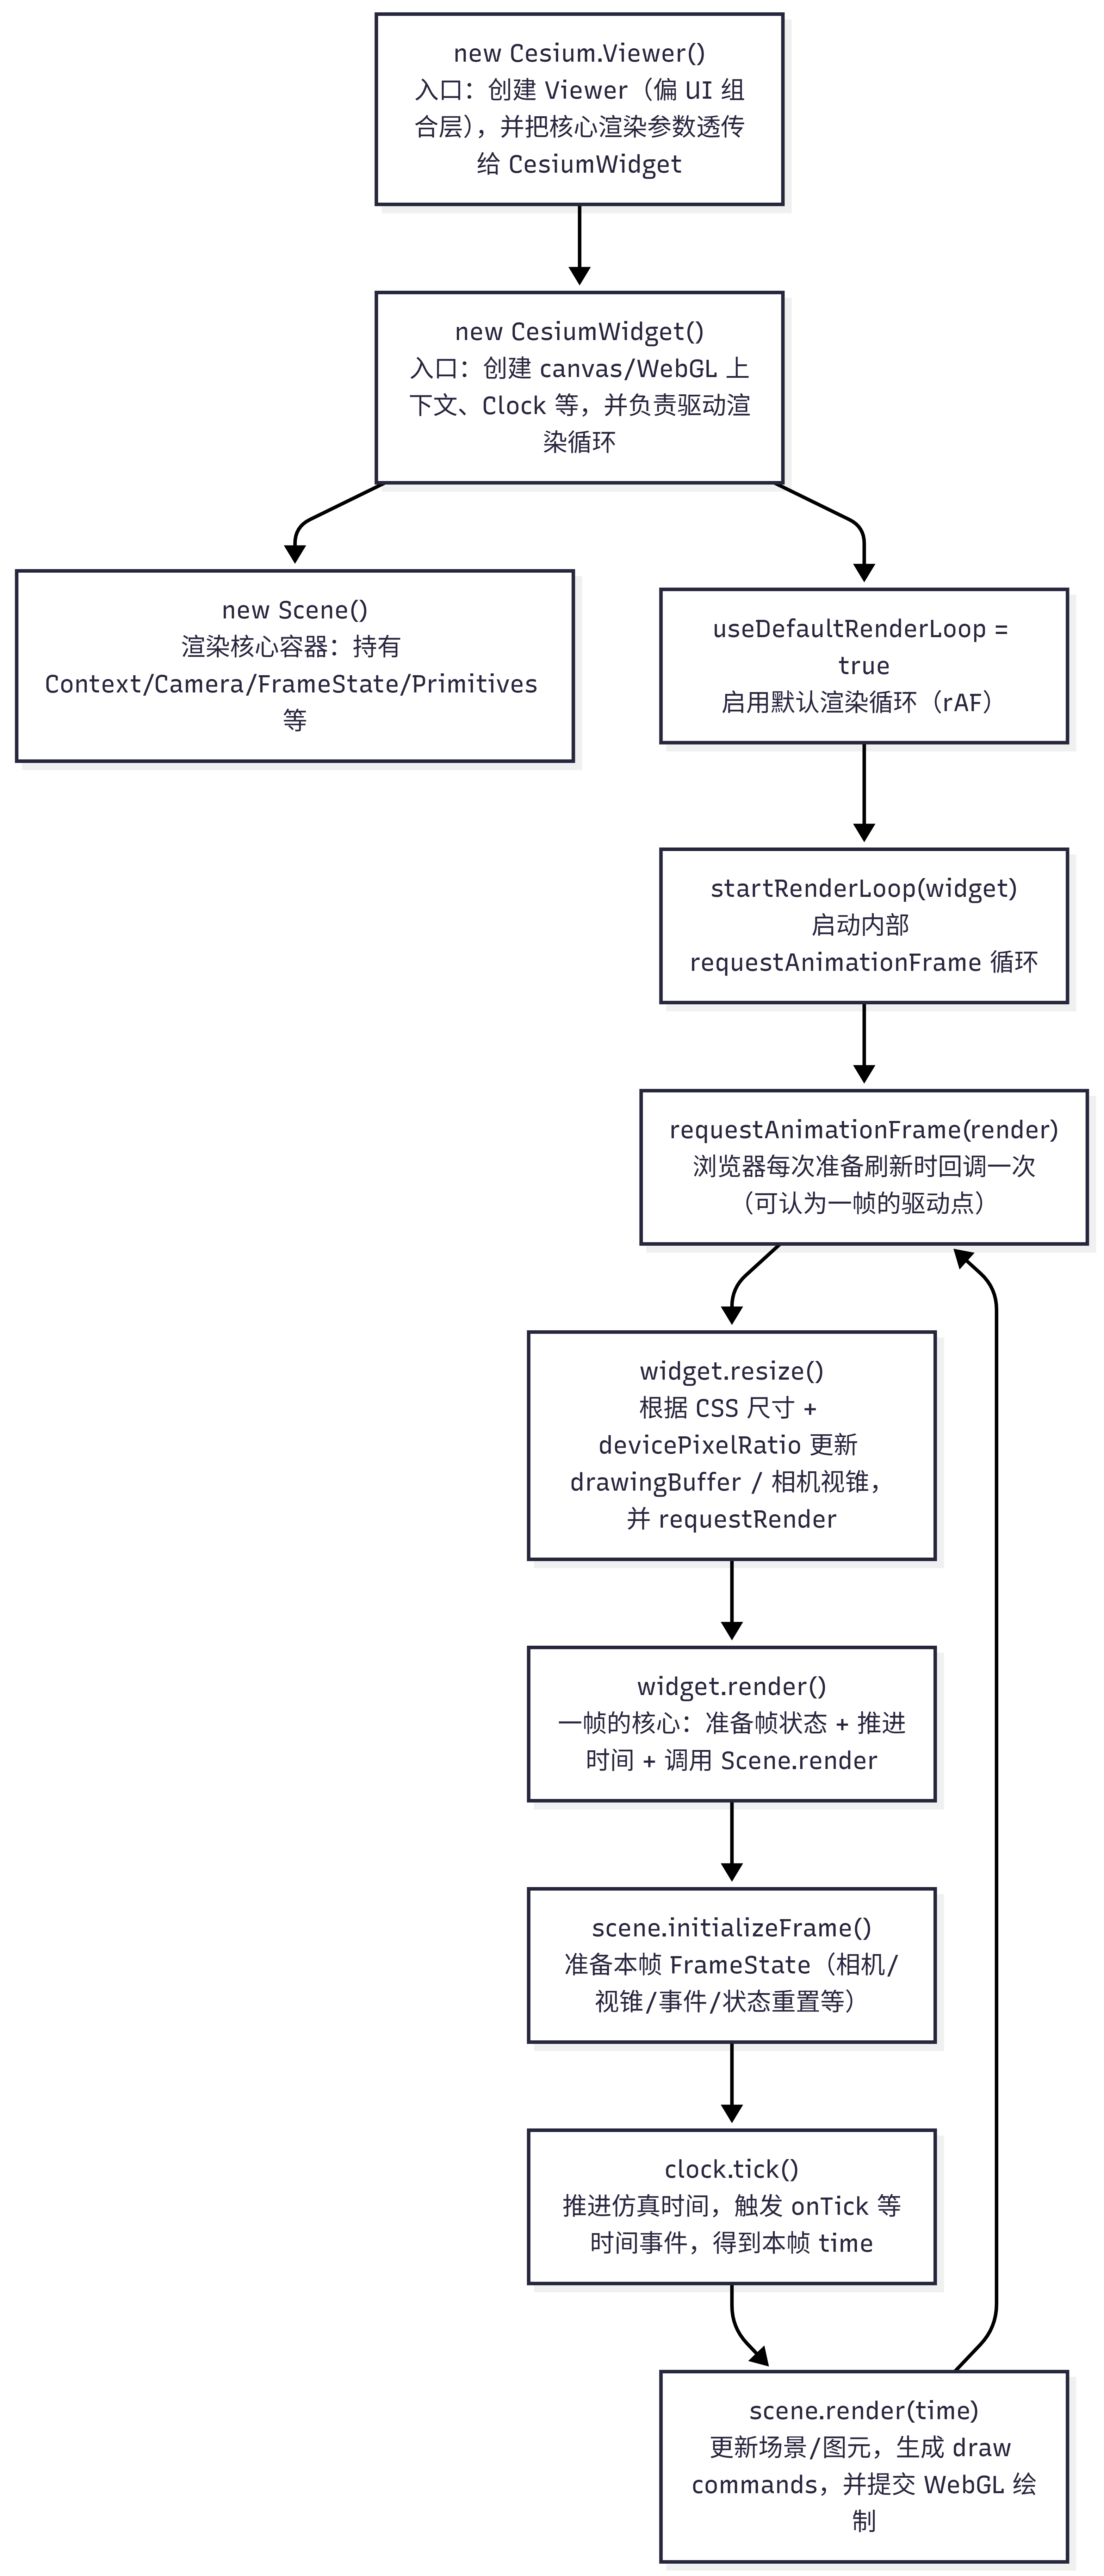 new Cesium.Viewer()
入口：创建 Viewer（偏 UI 组
合层），并把核心渲染参数透传
给 CesiumWidget
new CesiumWidget()
入口：创建 canvas/WebGL 上
下文、Clock 等，并负责驱动渲
染循环
new Scene()
渲染核心容器：持有
Context/Camera/FrameState/Primitives
等
useDefaultRenderLoop =
true
启用默认渲染循环（rAF）
startRenderLoop(widget)
启动内部
requestAnimationFrame 循环
requestAnimationFrame(render)
浏览器每次准备刷新时回调一次
（可认为一帧的驱动点）
widget.resize()
根据 CSS 尺寸 +
devicePixelRatio 更新
drawingBuffer / 相机视锥，
并 requestRender
widget.render()
一帧的核心：准备帧状态 + 推进
时间 + 调用 Scene.render
scene.initializeFrame()
准备本帧 FrameState（相机/
视锥/事件/状态重置等）
clock.tick()
推进仿真时间，触发 onTick 等
时间事件，得到本帧 time
scene.render(time)
更新场景/图元，生成 draw
commands，并提交 WebGL 绘
制